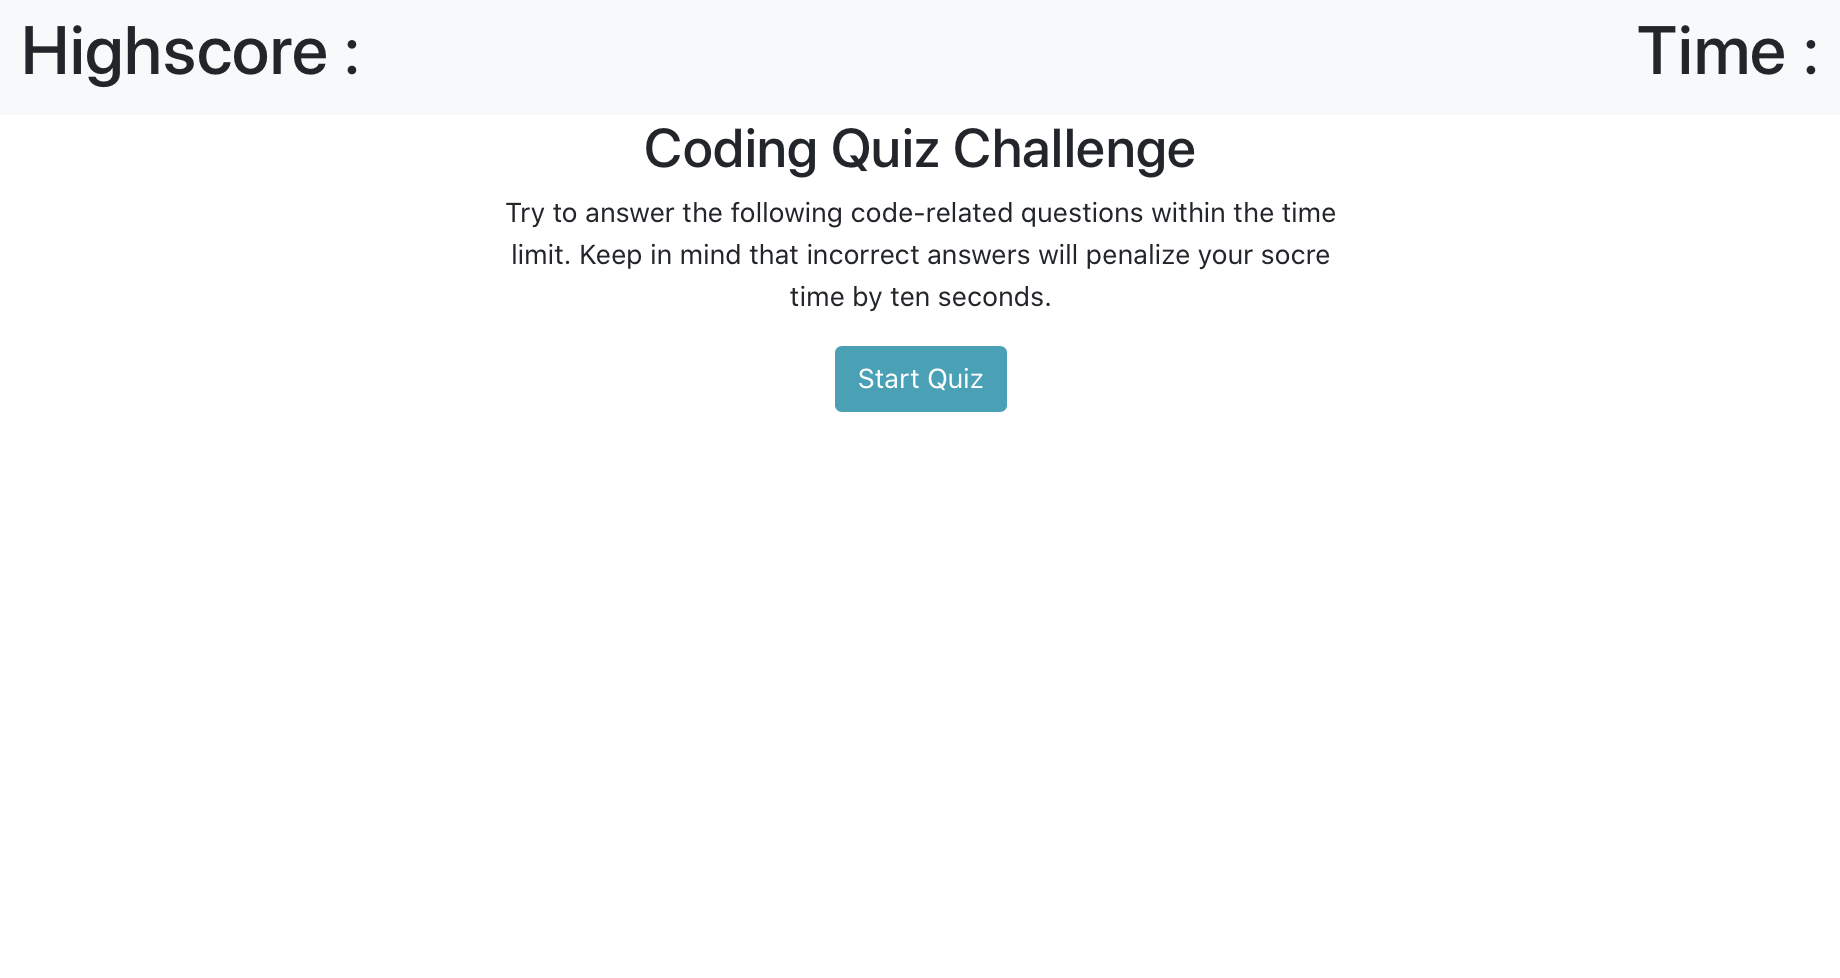 Highscore :
Time :
Coding Quiz Challenge
Try to answer the following code-related questions within the time
limit. Keep in mind that incorrect answers will penalize your socre
time by ten seconds.
Start Quiz